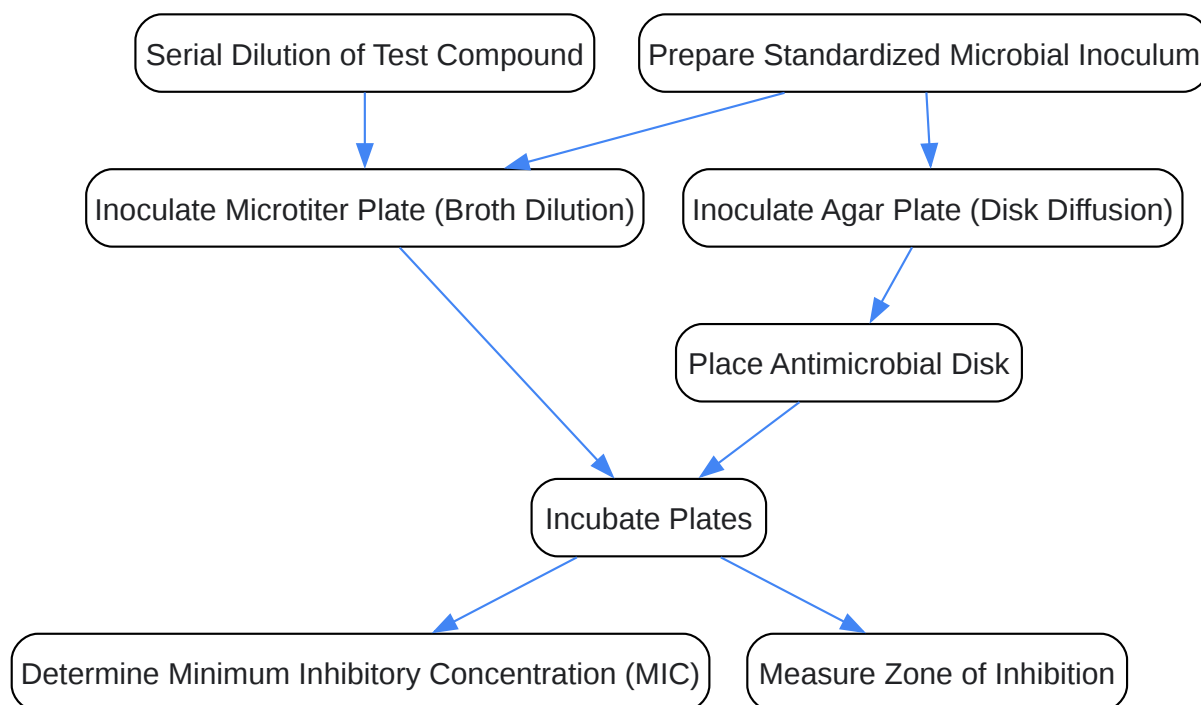 Serial Dilution of Test Compound
Prepare Standardized Microbial Inoculum
Inoculate Microtiter Plate (Broth Dilution)
Inoculate Agar Plate (Disk Diffusion)
Place Antimicrobial Disk
Incubate Plates
Determine Minimum Inhibitory Concentration (MIC)
Measure Zone of Inhibition